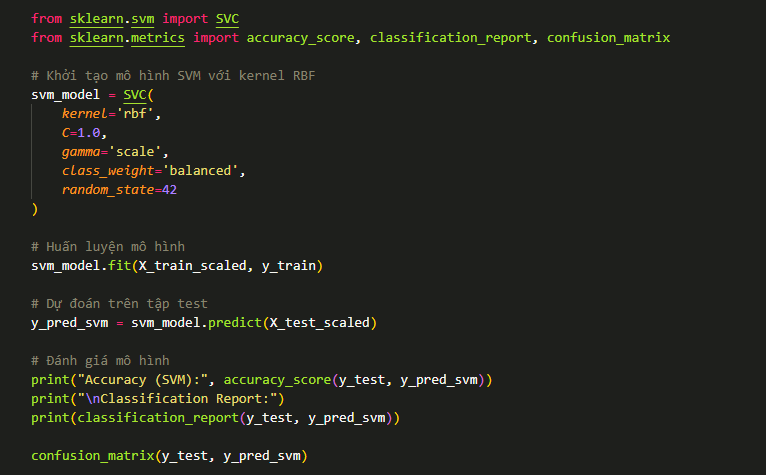 from sklearn.svm import SVC
from sklearn.metrics import accuracy_score, classification_report, confusion_matrix
# Khởi tạo mô hình SVM với kernel RBF
svm_model = SVC(
    kernel='rbf',
    C=1.0,
    gamma='scale',
    class_weight='balanced',
    random_state=42
)
# Huấn luyện mô hình
svm_model.fit(X_train_scaled, y_train)
# Dự đoán trên tập test
y_pred_svm = svm_model.predict(X_test_scaled)
# Đánh giá mô hình
print("Accuracy (SVM):", accuracy_score(y_test, y_pred_svm))
print("\nClassification Report:")
print(classification_report(y_test, y_pred_svm))
confusion_matrix(y_test, y_pred_svm)